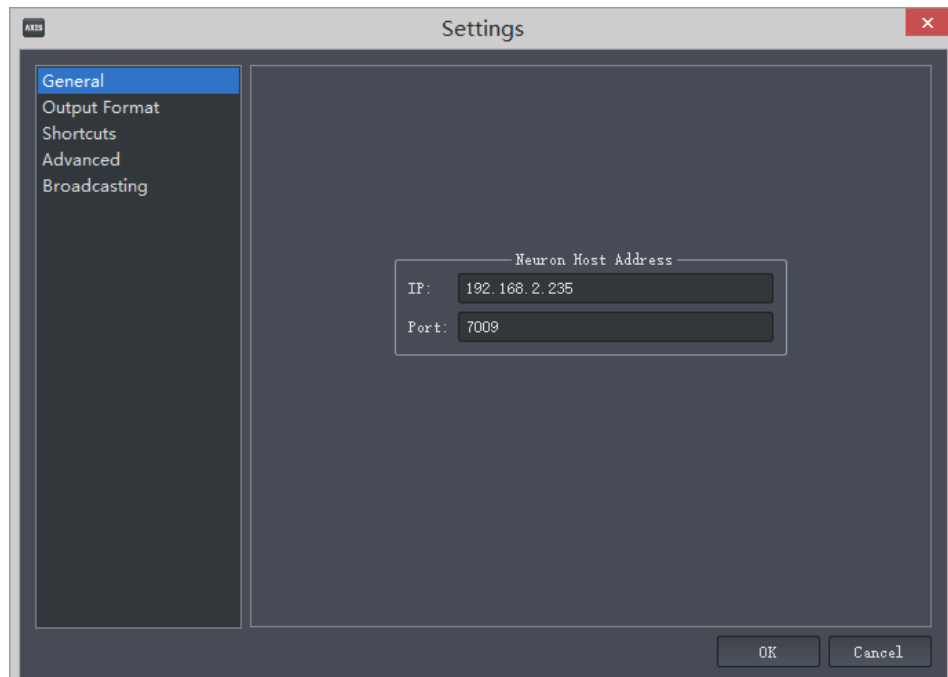 AXIS
Settings
General
Output Format
Shortcuts
Advanced
Broadcasting
Neuron Host Address
IP: 192.168.2.235
Port: 7009
OK Cancel